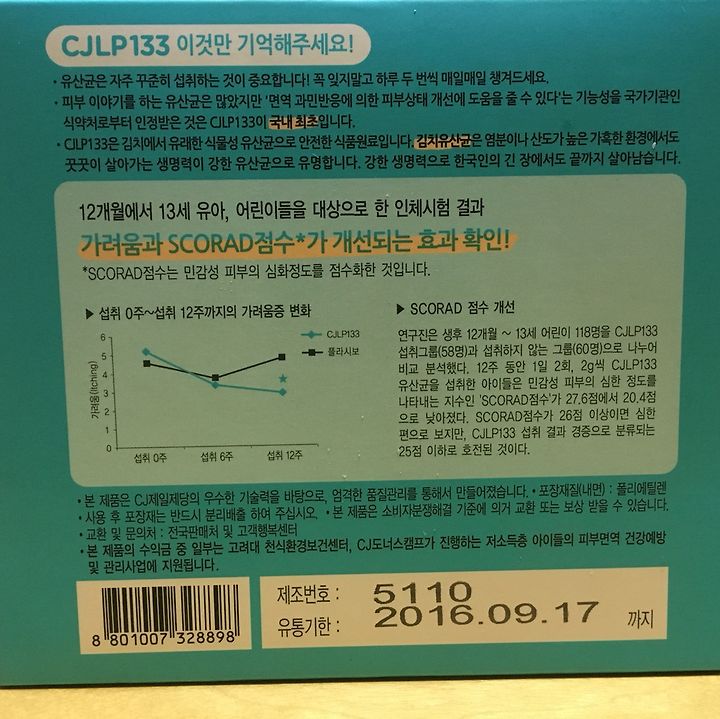 CJLP133 이것만 기억해주세요!
· 유산균은 자주 꾸준히 섭취하는 것이 중요합니다! 꼭 잊지말고 하루 두 번씩 매일매일 챙겨드세요.
· 피부 이야기를 하는 유산균은 많았지만 '면역 과민반응에 의한 피부상태 개선에 도움을 줄 수 있다'는 기능성을 국가기관인
식약처로부터 인정받은 것은 CJLP133이 국내 최초입니다.
· CJLP133은 김치에서 유래한 식물성 유산균으로 안전한 식품원료입니다. 김치유산균은 염분이나 산도가 높은 가혹한 환경에서도
꿋꿋이 살아가는 생명력이 강한 유산균으로 유명합니다. 강한 생명력으로 한국인의 긴 장에서도 끝까지 살아남습니다.
12개월에서 13세 유아, 어린이들을 대상으로 한 인체시험 결과
가려움과 SCORAD점수*가 개선되는 효과 확인!
*SCORAD점수는 민감성 피부의 심화정도를 점수화한 것입니다.
▶ 섭취 0주~섭취 12주까지의 가려움증 변화
CJLP133
플라시보
가려움(Itching)
6
5
4
3
2
1
0
섭취 0주 섭취 6주 섭취 12주
▶ SCORAD 점수 개선
연구진은 생후 12개월 ~ 13세 어린이 118명을 CJLP133
섭취그룹(58명)과 섭취하지 않는 그룹(60명)으로 나누어
비교 분석했다. 12주 동안 1일 2회, 2g씩 CJLP133
유산균을 섭취한 아이들은 민감성 피부의 심한 정도를
나타내는 지수인 'SCORAD점수'가 27.6점에서 20.4점
으로 낮아졌다. SCORAD점수가 26점 이상이면 심한
편으로 보지만, CJLP133 섭취 결과 경증으로 분류되는
25점 이하로 호전된 것이다.
· 본 제품은 CJ제일제당의 우수한 기술력을 바탕으로, 엄격한 품질관리를 통해서 만들어졌습니다. · 포장재질(내면) : 폴리에틸렌
· 사용 후 포장재는 반드시 분리배출 하여 주십시오. · 본 제품은 소비자분쟁해결 기준에 의거 교환 또는 보상 받을 수 있습니다.
· 교환 및 문의처 : 전국판매처 및 고객행복센터
· 본 제품의 수익금 중 일부는 고려대 천식환경보건센터, CJ도너스캠프가 진행하는 저소득층 아이들의 피부면역 건강예방
및 관리사업에 지원됩니다.
8 801007 328898
제조번호 : 5110
유통기한 : 2016.09.17 까지